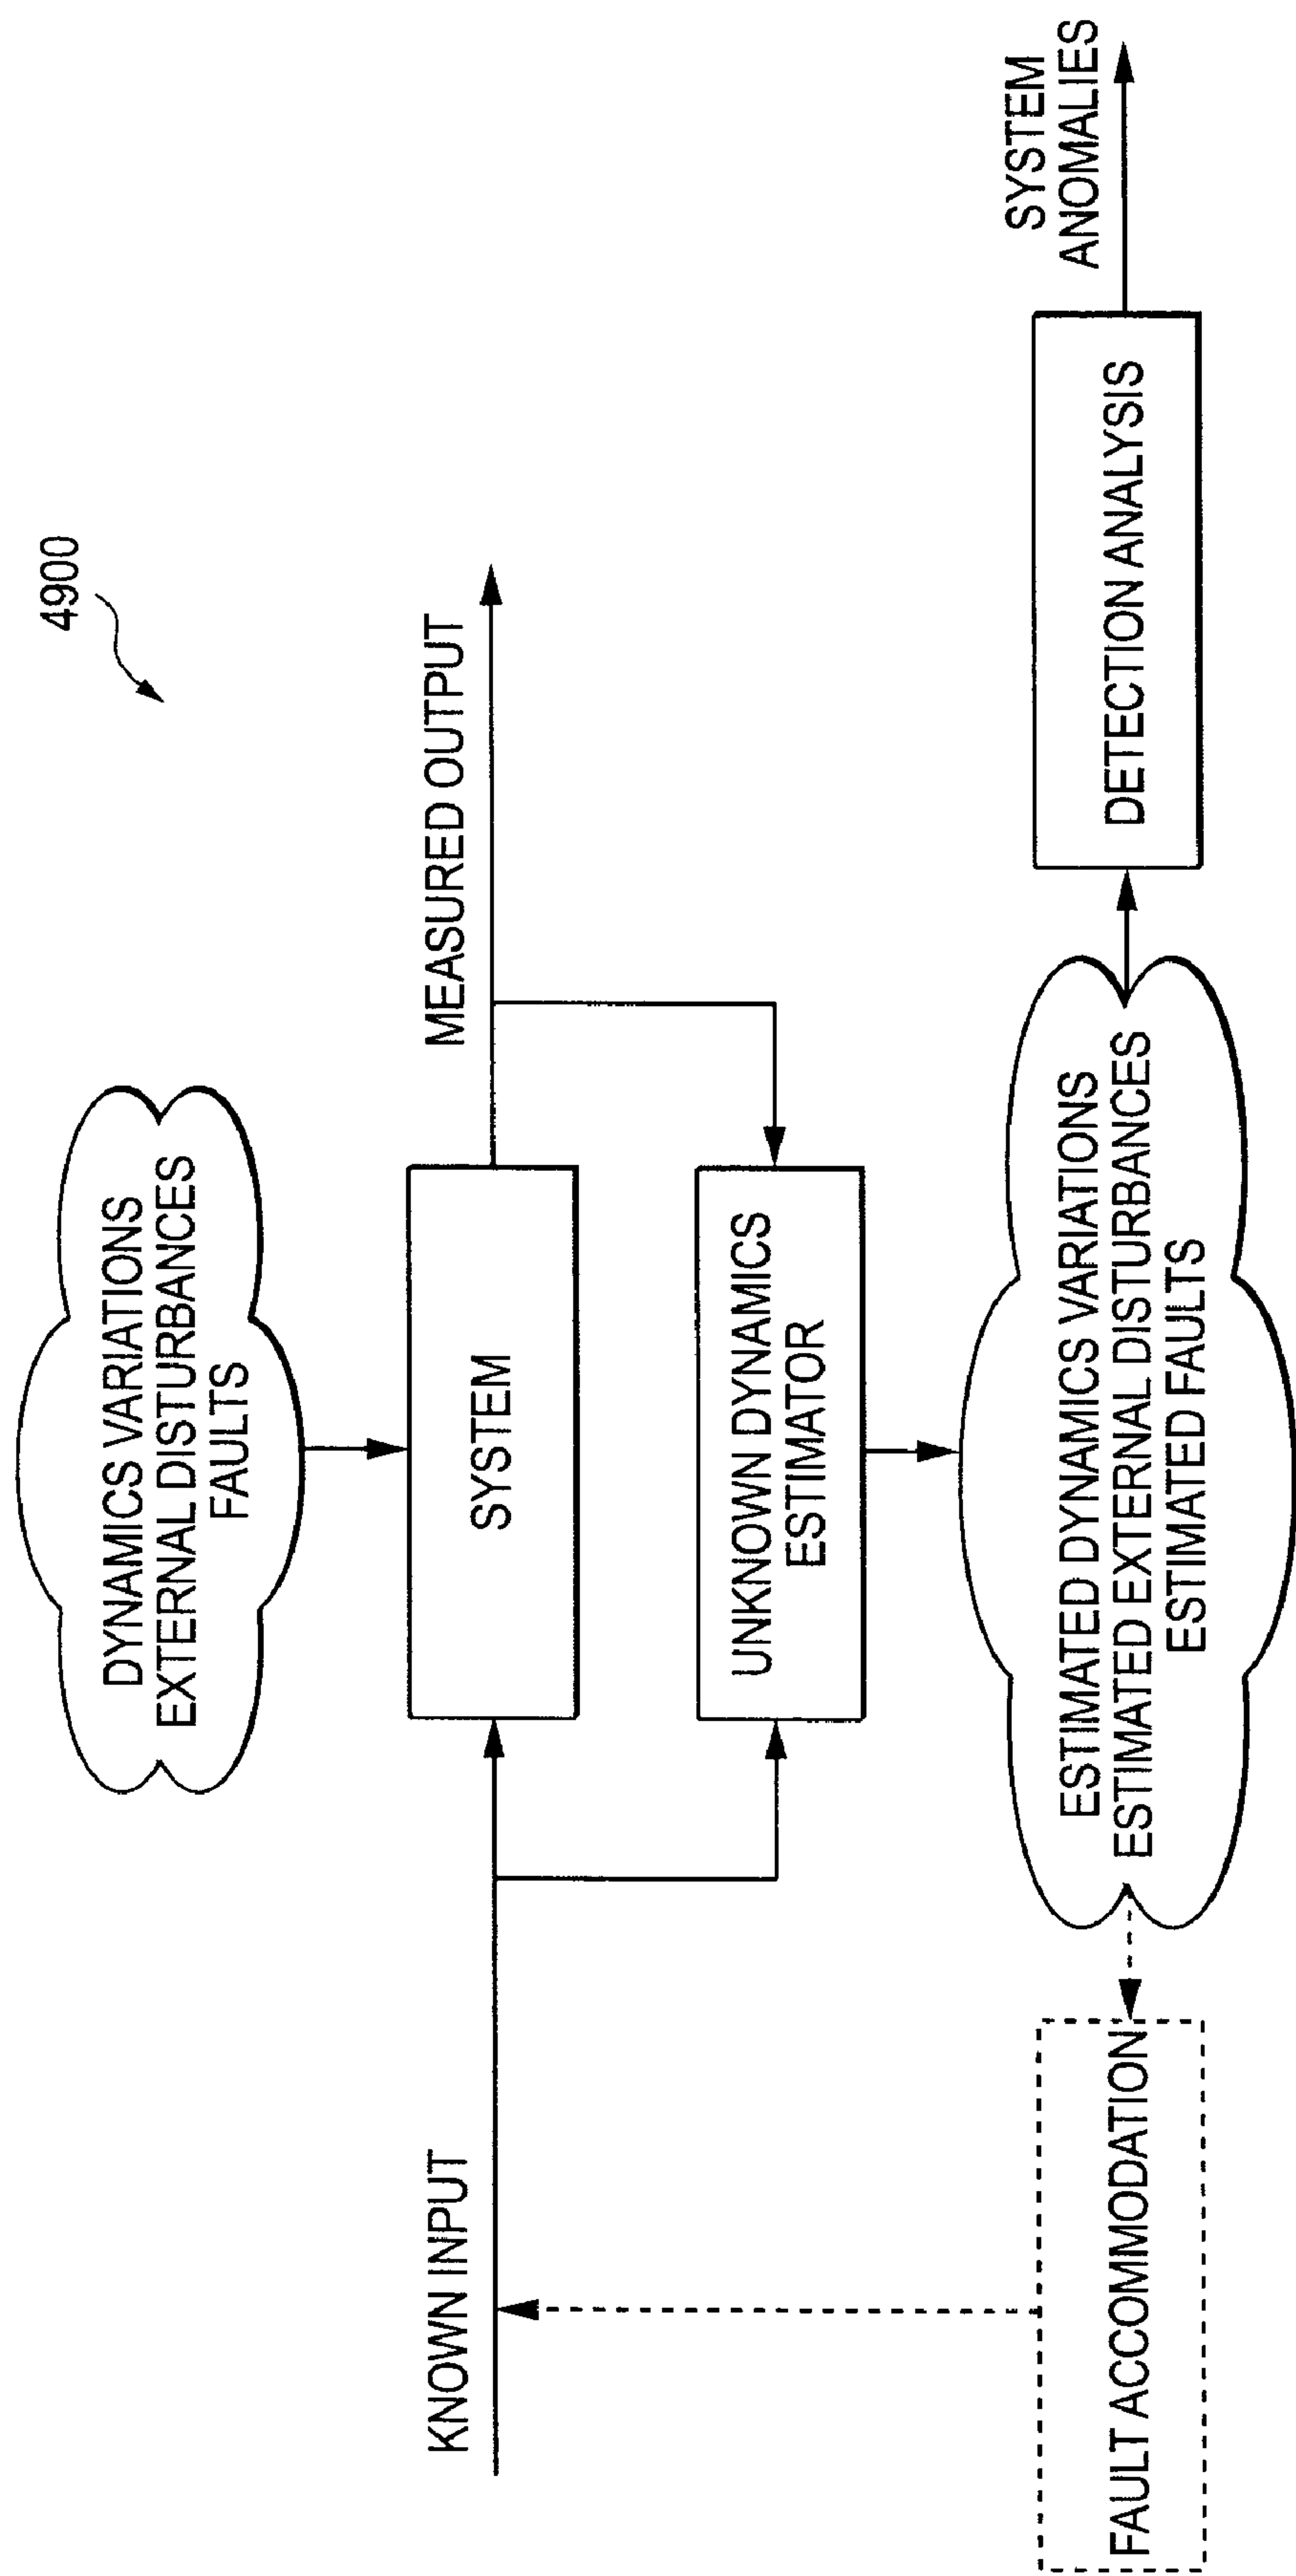 4900
DYNAMICS VARIATIONS
EXTERNAL DISTURBANCES
FAULTS
KNOWN INPUT
SYSTEM
MEASURED OUTPUT
UNKNOWN DYNAMICS
ESTIMATOR
FAULT ACCOMMODATION
ESTIMATED DYNAMICS VARIATIONS
ESTIMATED EXTERNAL DISTURBANCES
ESTIMATED FAULTS
DETECTION ANALYSIS
SYSTEM
ANOMALIES